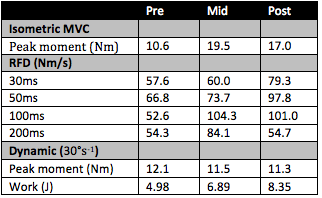 Pre Mid Post
Isometric MVC
Peak moment (Nm) 10.6 19.5 17.0
RFD (Nm/s)
30ms 57.6 60.0 79.3
50ms 66.8 73.7 97.8
100ms 52.6 104.3 101.0
200ms 54.3 84.1 54.7
Dynamic (30°s⁻¹)
Peak moment (Nm) 12.1 11.5 11.3
Work (J) 4.98 6.89 8.35